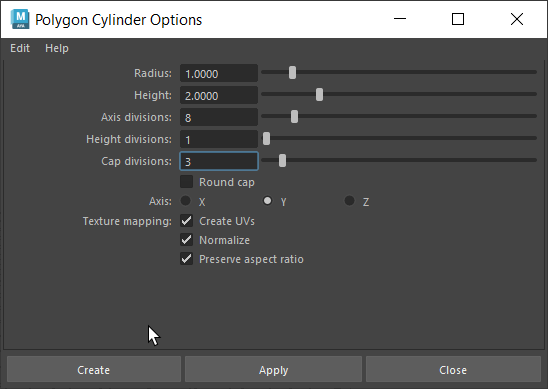 M Polygon Cylinder Options
AYA
Edit Help
Radius: 1.0000
Height: 2.0000
Axis divisions: 8
Height divisions: 1
Cap divisions: 3
Round cap
Axis: X Y Z
Texture mapping: Create UVs
Normalize
Preserve aspect ratio
Create Apply Close